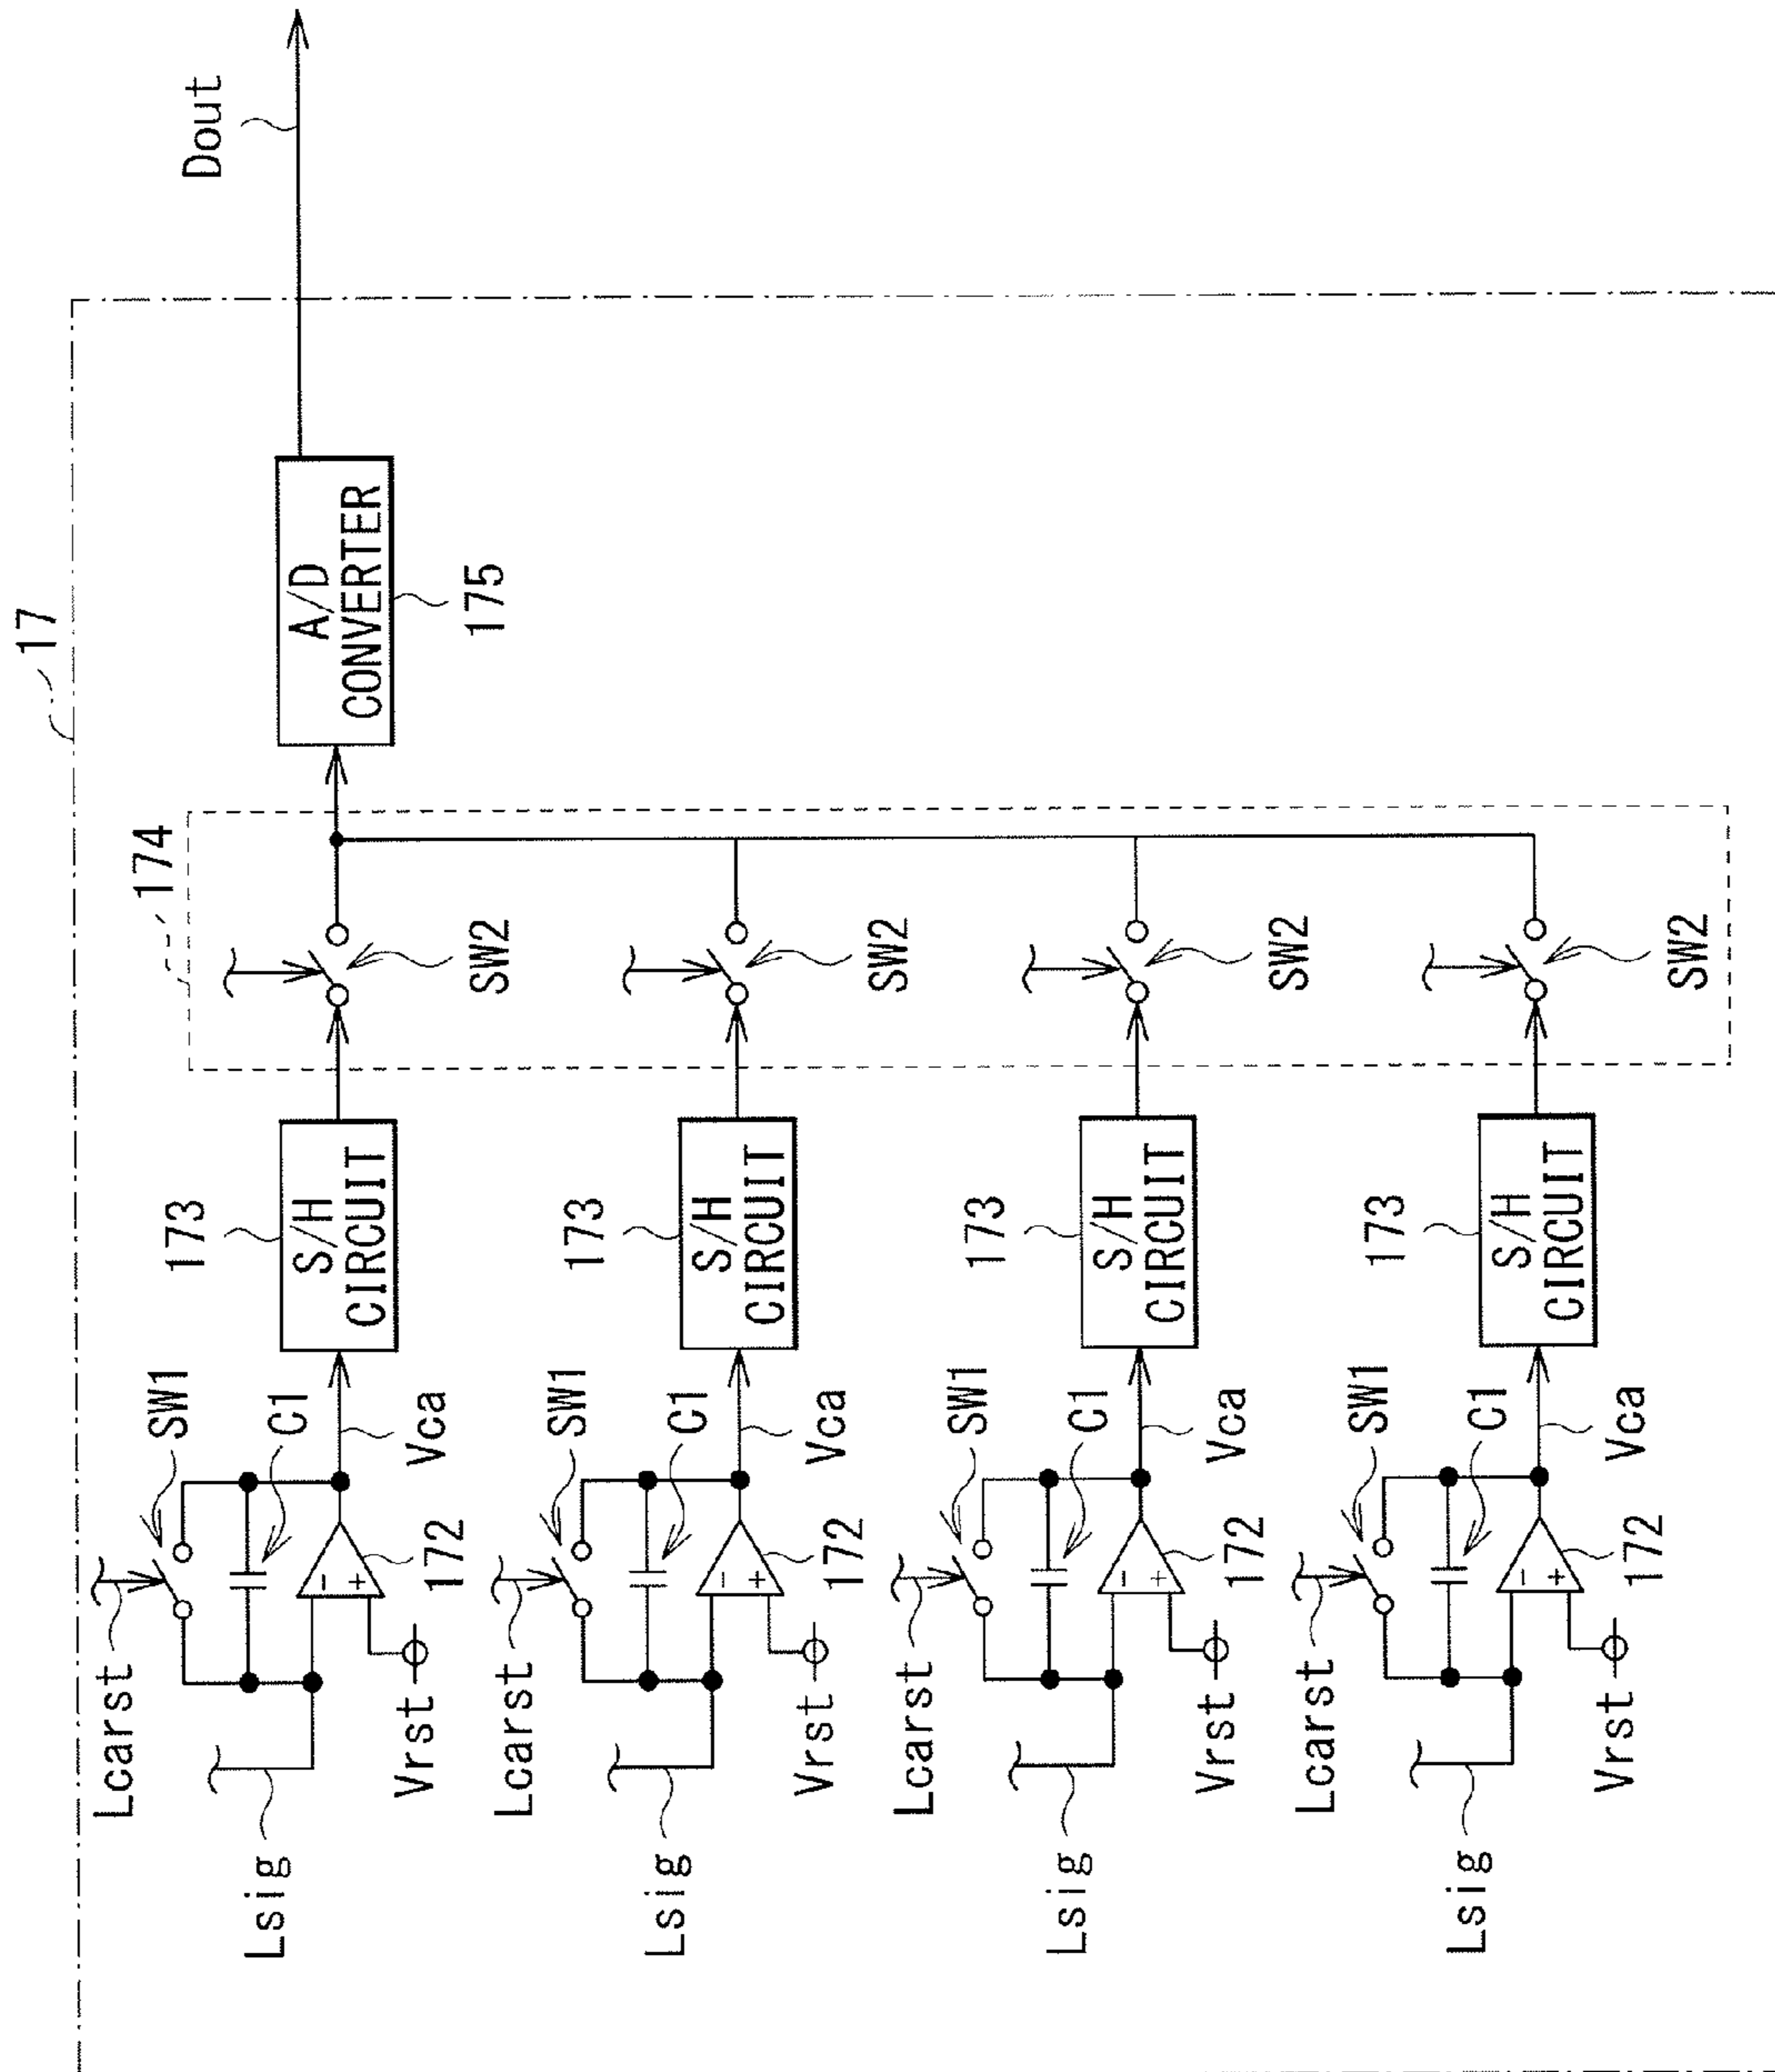 17
Dout
A/D
CONVERTER
175
174
SW2
SW2
SW2
SW2
173
S/H
CIRCUIT
173
S/H
CIRCUIT
173
S/H
CIRCUIT
173
S/H
CIRCUIT
Lcarst
SW1
C1
Vca
172
-
+
Vrst
Lsig
Lcarst
SW1
C1
Vca
172
-
+
Vrst
Lsig
Lcarst
SW1
C1
Vca
172
-
+
Vrst
Lsig
Lcarst
SW1
C1
Vca
172
-
+
Vrst
Lsig